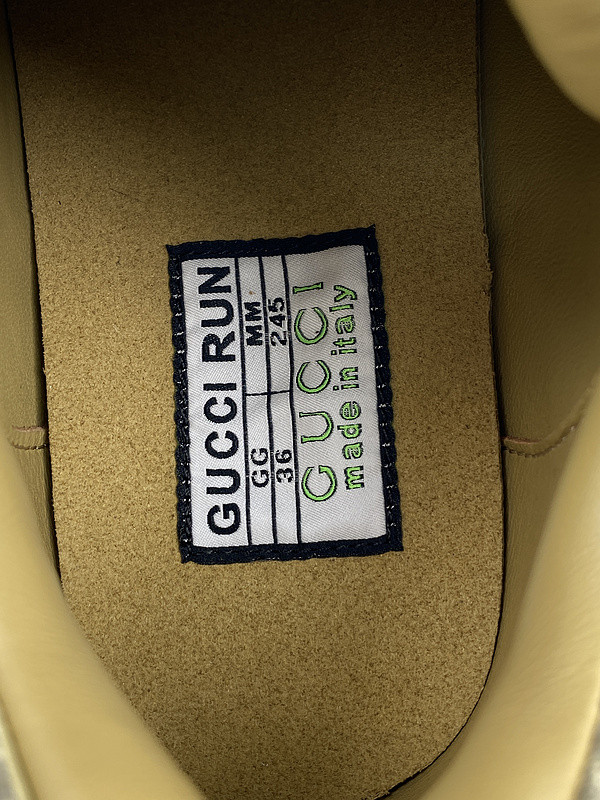 GUCCI RUN
GG MM
36 245
GUCCI
made in italy